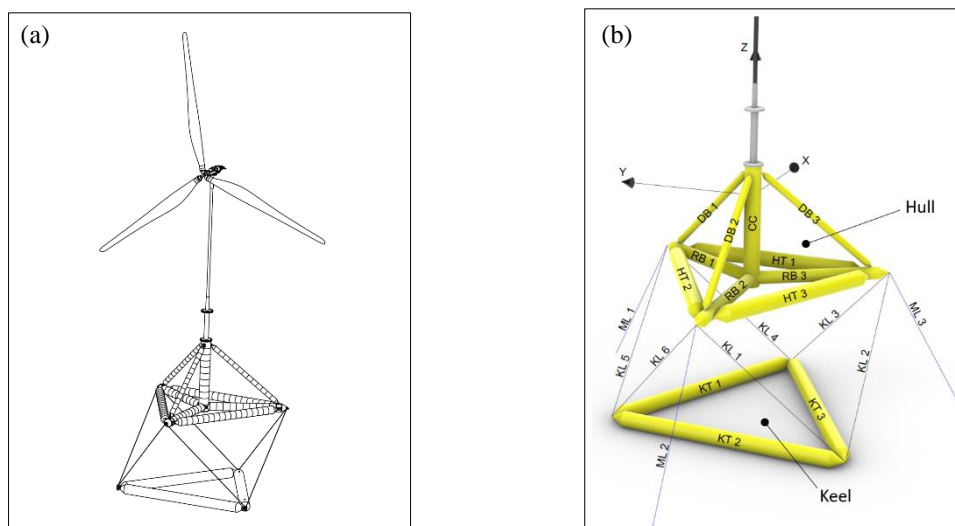 (a)
(b)
Z
X
Y
DB 1
DB 2
DB 3
CC
Hull
RB 1
HT 1
HT 2
RB 2
RB 3
HT 3
ML 1
KL 5
KL 6
KL 4
KL 1
KL 3
KL 2
ML 3
KT 1
KT 3
KT 2
ML 2
Keel